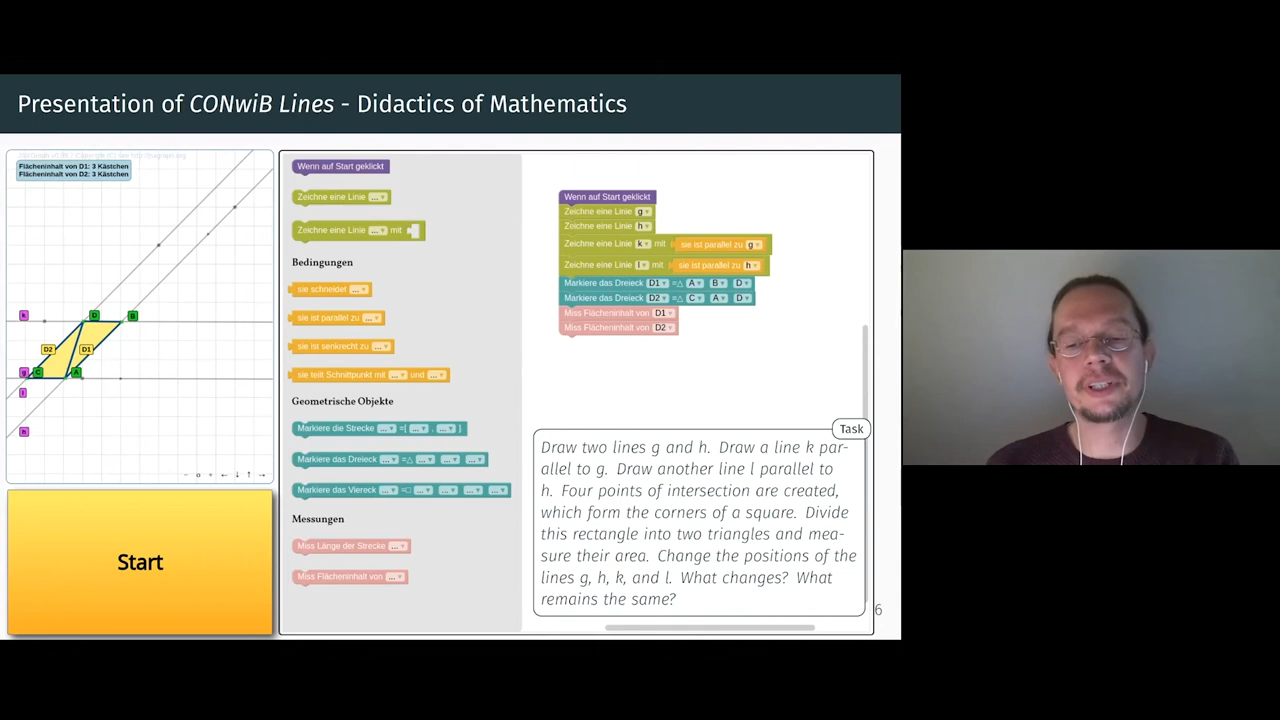 Presentation of CONwiB Lines - Didactics of Mathematics
Flächeninhalt von D1: 3 Kästchen
Flächeninhalt von D2: 3 Kästchen
k
D
B
D2
D1
g
C
A
l
h
− o + ← ↓ ↑ →
Start
Wenn auf Start geklickt
Zeichne eine Linie ...
Zeichne eine Linie ... mit
Bedingungen
sie schneidet ...
sie ist parallel zu ...
sie ist senkrecht zu ...
sie teilt Schnittpunkt mit ... und ...
Geometrische Objekte
Markiere die Strecke ... =[ ... , ... ]
Markiere das Dreieck ... =△ ... ... ...
Markiere das Viereck ... =□ ... ... ... ...
Messungen
Miss Länge der Strecke ...
Miss Flächeninhalt von ...
Wenn auf Start geklickt
Zeichne eine Linie g
Zeichne eine Linie h
Zeichne eine Linie k mit sie ist parallel zu g
Zeichne eine Linie l mit sie ist parallel zu h
Markiere das Dreieck D1 =△ A B D
Markiere das Dreieck D2 =△ C A D
Miss Flächeninhalt von D1
Miss Flächeninhalt von D2
Task
Draw two lines g and h. Draw a line k par-
allel to g. Draw another line l parallel to
h. Four points of intersection are created,
which form the corners of a square. Divide
this rectangle into two triangles and mea-
sure their area. Change the positions of the
lines g, h, k, and l. What changes? What
remains the same?
6